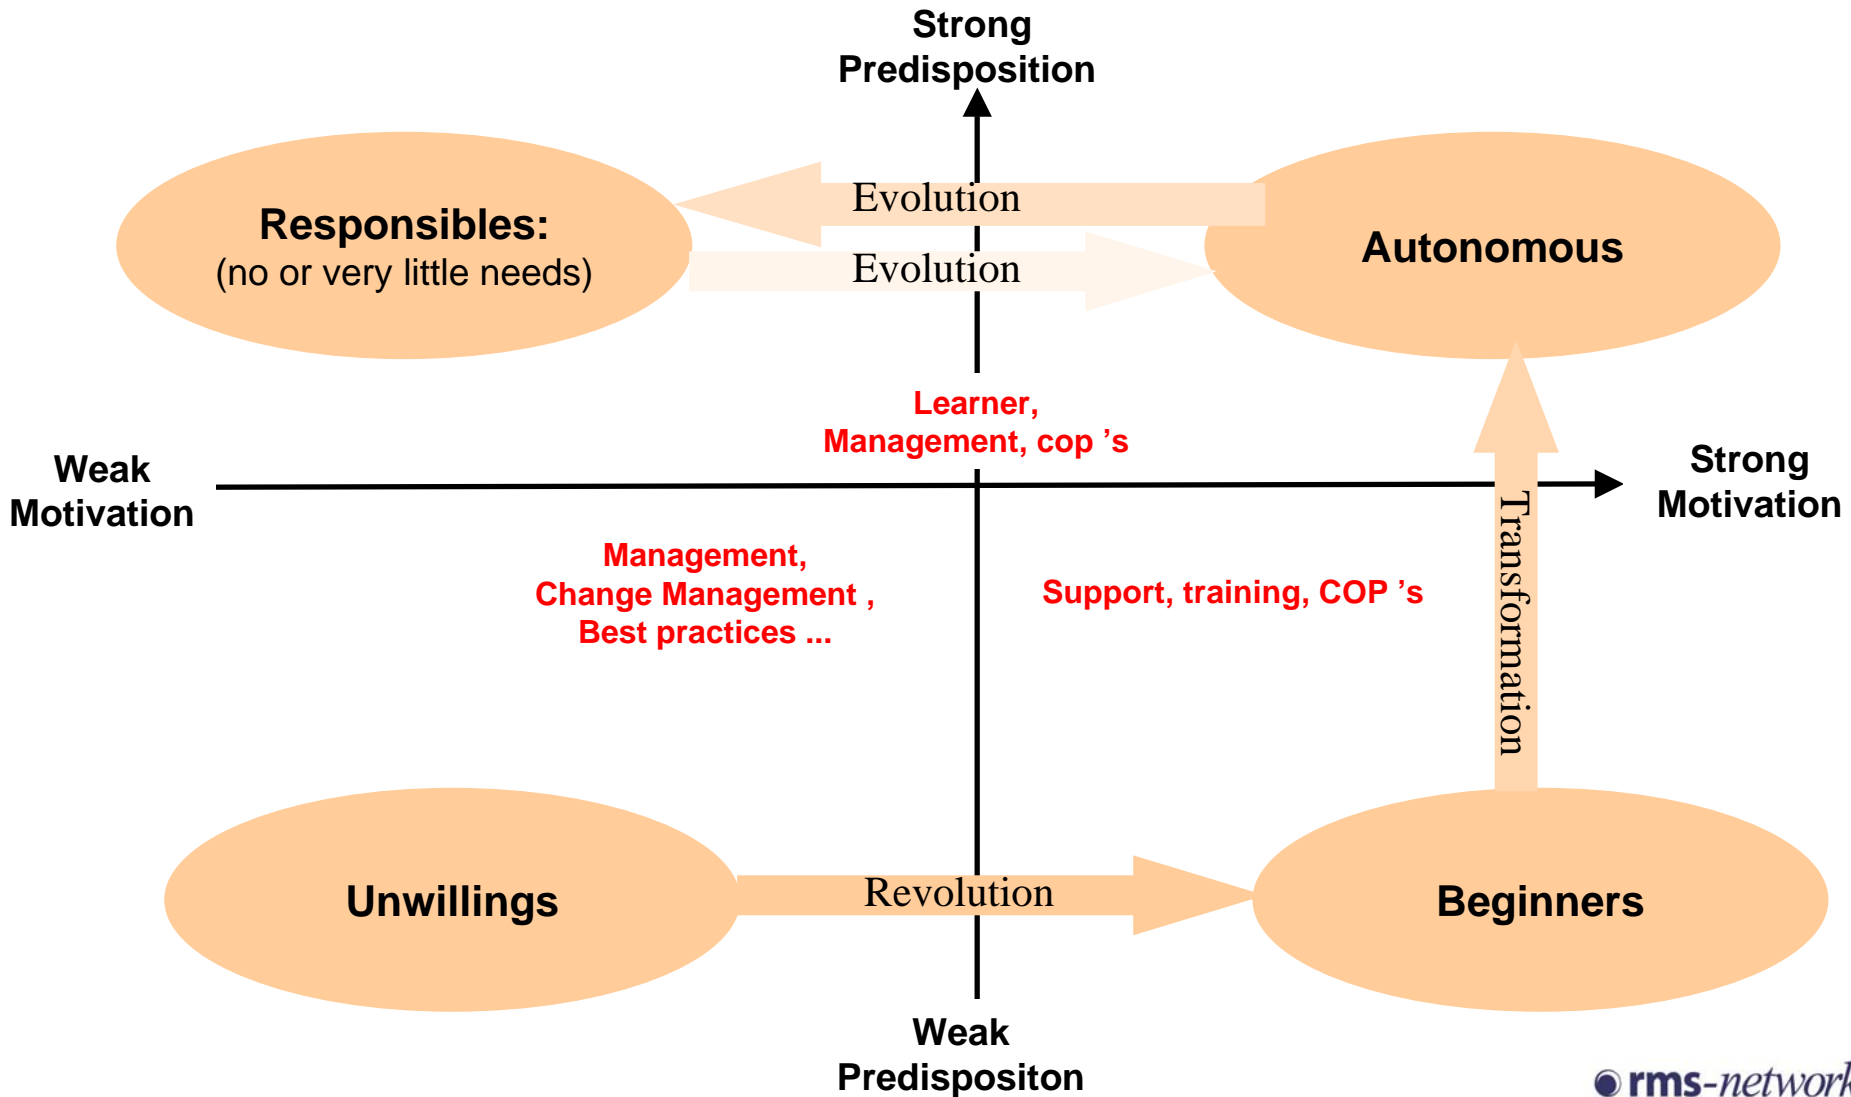 Strong
Predisposition
Evolution
Responsibles:
(no or very little needs)
Autonomous
Evolution
Learner,
Management, cop ’s
Weak
Motivation
Strong
Motivation
Management,
Change Management ,
Best practices ...
Support, training, COP ’s
Transformation
Unwillings
Revolution
Beginners
Weak
Predispositon
rms-network